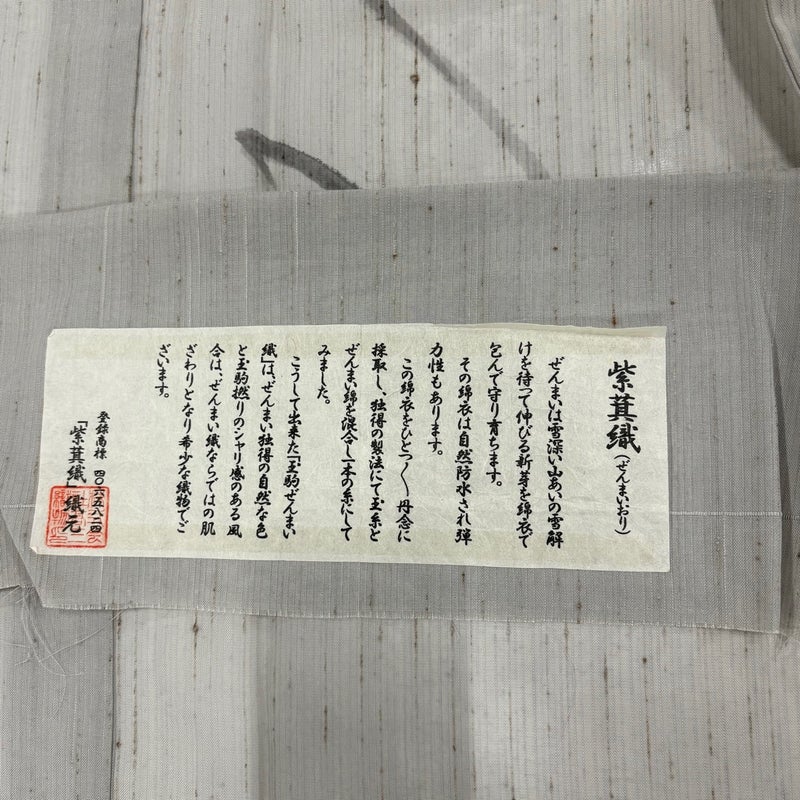 紫萁織(ぜんまいおり)
ぜんまいは雪深い山あいの雪解
けを待って伸びる新芽を綿衣で
包んで守り育ちます。
その綿衣は自然防水され弾
力性もあります。
この綿衣をひとつ〱丹念に
採取し、独得の製法にて玉糸と
ぜんまい綿を混合し一本の糸にして
みました。
こうして出来た「玉駒ぜんまい
織」は、ぜんまい独得の自然な色
と玉駒撚りのシャリ感のある風
合は、ぜんまい織ならではの肌
ざわりとなり希少な織物でご
ざいます。
登録商標 四〇六五八二四
「紫萁織」織元